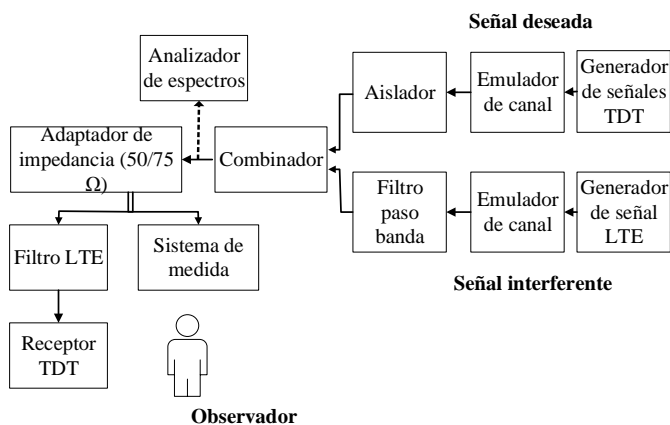 Señal deseada
Analizador
de espectros
Aislador
Emulador
de canal
Generador
de señales
TDT
Adaptador de
impedancia (50/75
Ω)
Combinador
Filtro
paso
banda
Emulador
de canal
Generador
de señal
LTE
Filtro LTE
Sistema de
medida
Señal interferente
Receptor
TDT
Observador